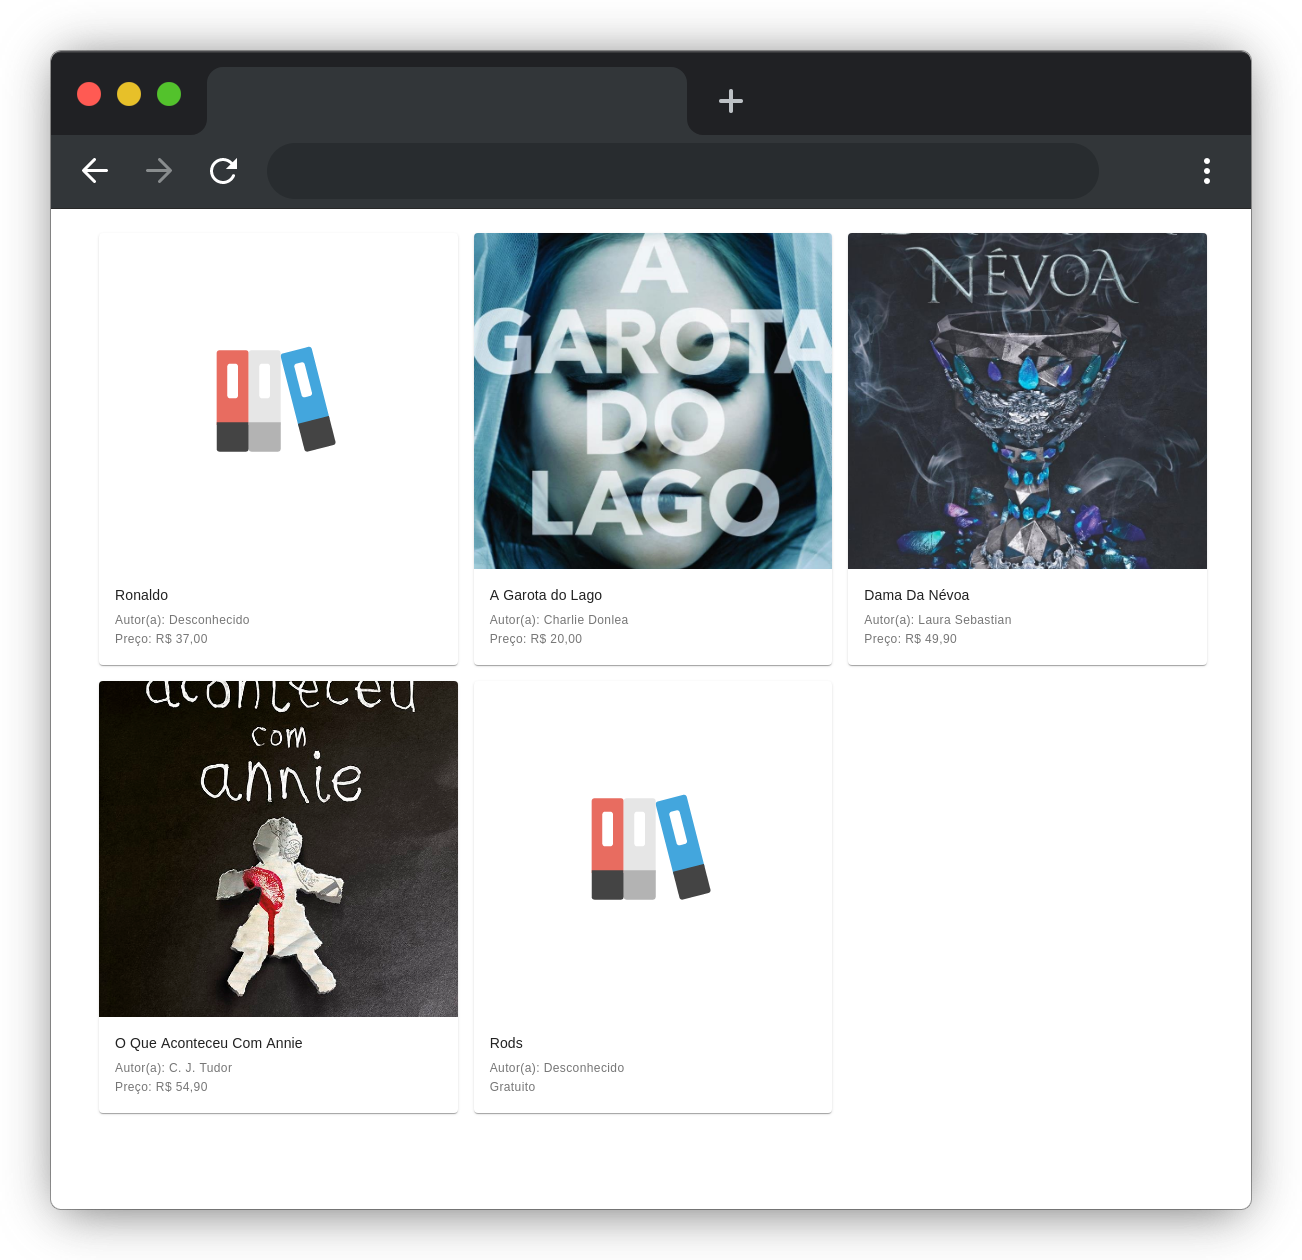 Ronaldo
Autor(a): Desconhecido
Preço: R$ 37,00
A
GAROTA
DO
LAGO
A Garota do Lago
Autor(a): Charlie Donlea
Preço: R$ 20,00
NÉVOA
Dama Da Névoa
Autor(a): Laura Sebastian
Preço: R$ 49,90
aconteceu
com
annie
O Que Aconteceu Com Annie
Autor(a): C. J. Tudor
Preço: R$ 54,90
Rods
Autor(a): Desconhecido
Gratuito